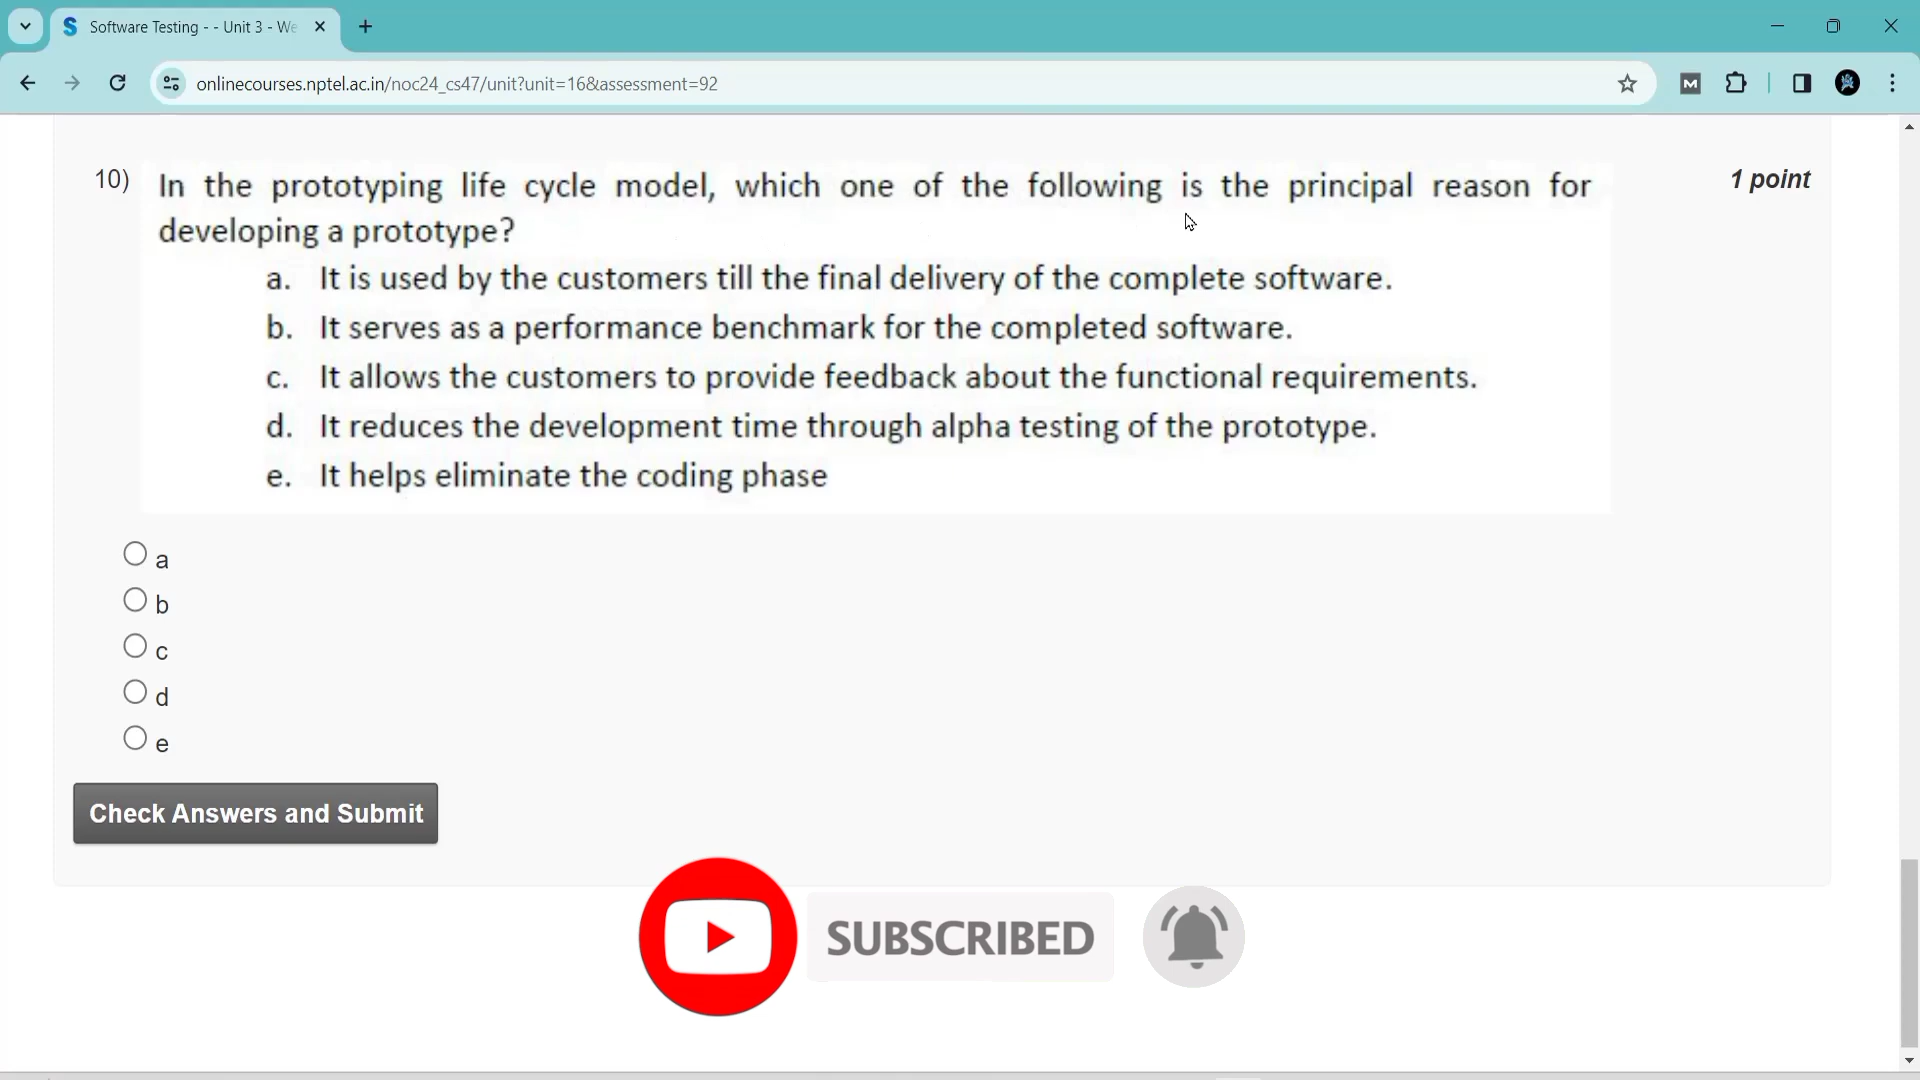 Software Testing - - Unit 3 - We
onlinecourses.nptel.ac.in/noc24_cs47/unit?unit=16&assessment=92
10) In the prototyping life cycle model, which one of the following is the principal reason for
1 point
developing a prototype?
a. It is used by the customers till the final delivery of the complete software.
b. It serves as a performance benchmark for the completed software.
c. It allows the customers to provide feedback about the functional requirements.
d. It reduces the development time through alpha testing of the prototype.
e. It helps eliminate the coding phase
a
b
c
d
e
Check Answers and Submit
SUBSCRIBED